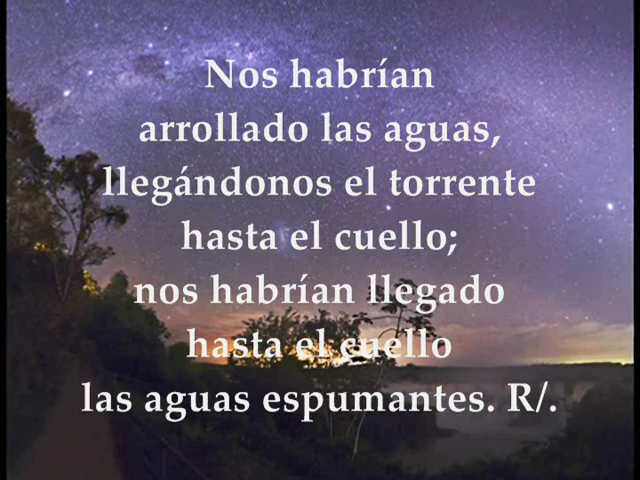 Nos habrían
arrollado las aguas,
llegándonos el torrente
hasta el cuello;
nos habrían llegado
hasta el cuello
las aguas espumantes. R/.